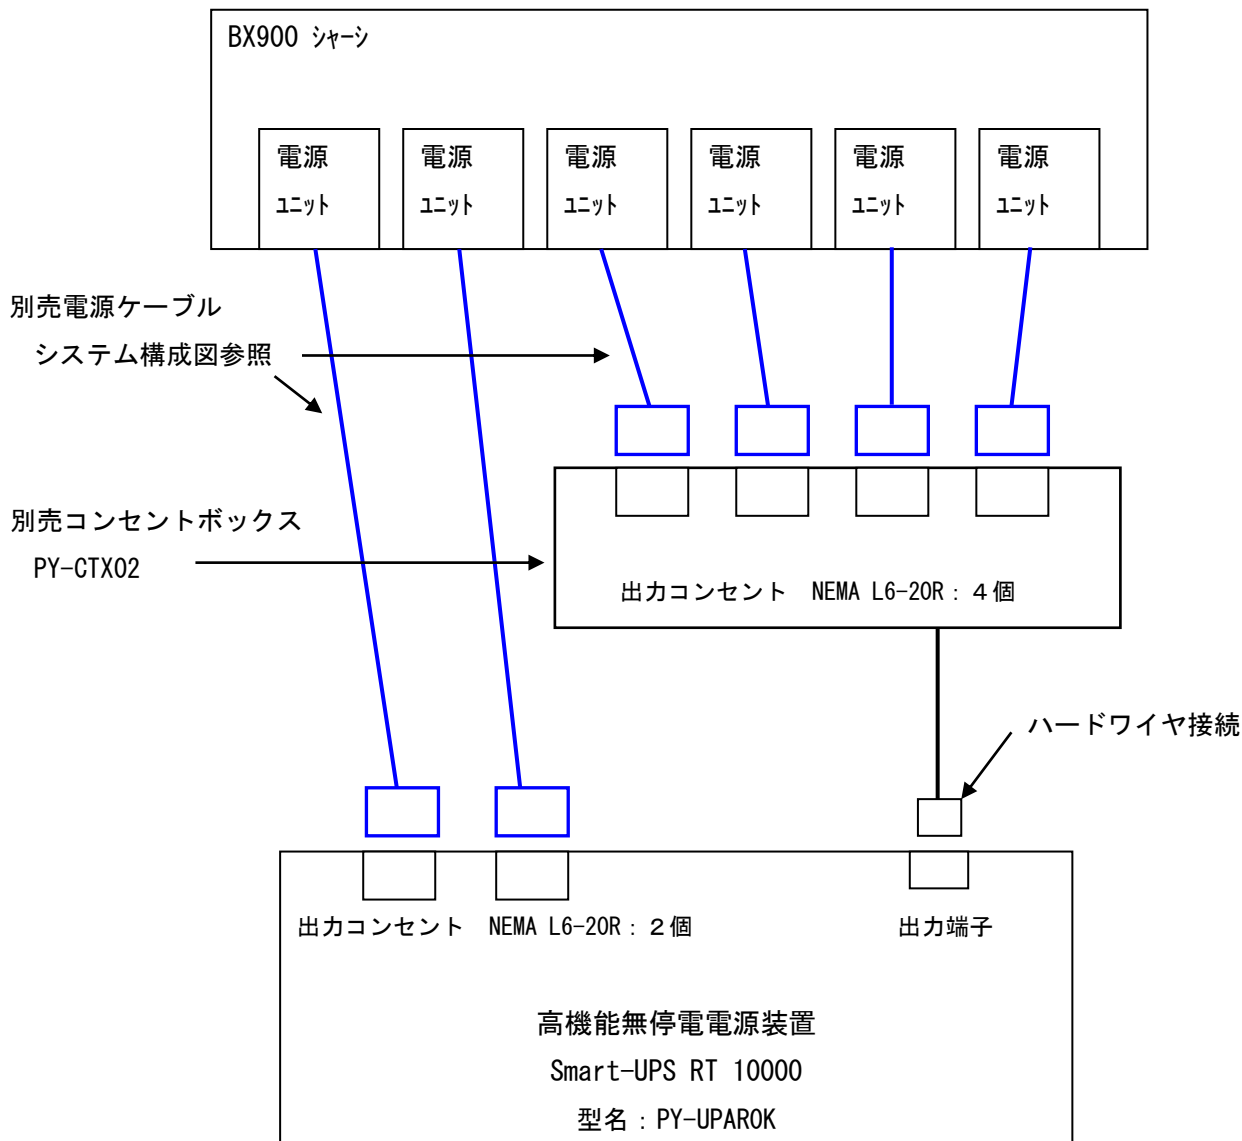 BX900 ｼｬｰｼ
電源 電源 電源 電源 電源 電源
ﾕﾆｯﾄ ﾕﾆｯﾄ ﾕﾆｯﾄ ﾕﾆｯﾄ ﾕﾆｯﾄ ﾕﾆｯﾄ
別売電源ケーブル
システム構成図参照
別売コンセントボックス
PY-CTX02
出力コンセント　NEMA L6-20R：４個
ハードワイヤ接続
出力コンセント　NEMA L6-20R：２個
出力端子
高機能無停電電源装置
Smart-UPS RT 10000
型名：PY-UPAR0K